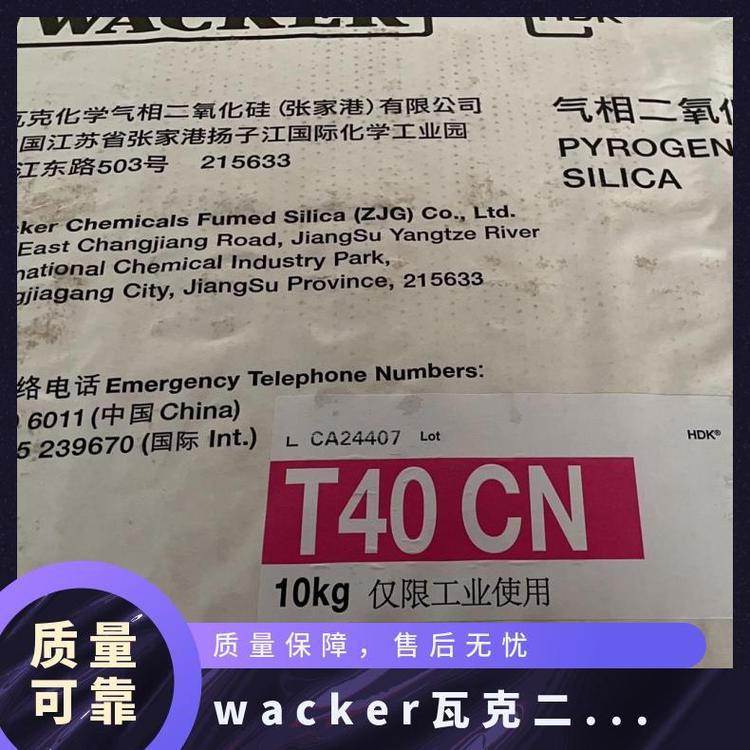 WACKER
HDK
瓦克化学气相二氧化硅(张家港)有限公司
国江苏省张家港扬子江国际化学工业园
江东路503号 215633
气相二氧化
PYROGEN
SILICA
cker Chemicals Fumed Silica (ZJG) Co., Ltd.
East Changjiang Road, JiangSu Yangtze River
national Chemical Industry Park,
gjiagang City, JiangSu Province, 215633
络电话 Emergency Telephone Numbers:
6011 (中国 China)
5 239670 (国际 Int.)
L CA24407 Lot
HDK®
T40 CN
10kg 仅限工业使用
质量
可靠
质量保障，售后无忧
wacker瓦克二...